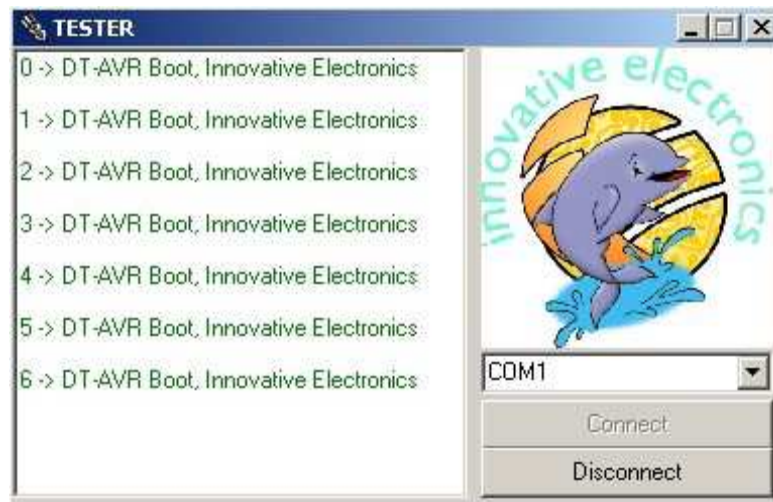 TESTER
0 -> DT-AVR Boot, Innovative Electronics
1 -> DT-AVR Boot, Innovative Electronics
2 -> DT-AVR Boot, Innovative Electronics
3 -> DT-AVR Boot, Innovative Electronics
4 -> DT-AVR Boot, Innovative Electronics
5 -> DT-AVR Boot, Innovative Electronics
6 -> DT-AVR Boot, Innovative Electronics
innovative electronics
COM1
Connect
Disconnect